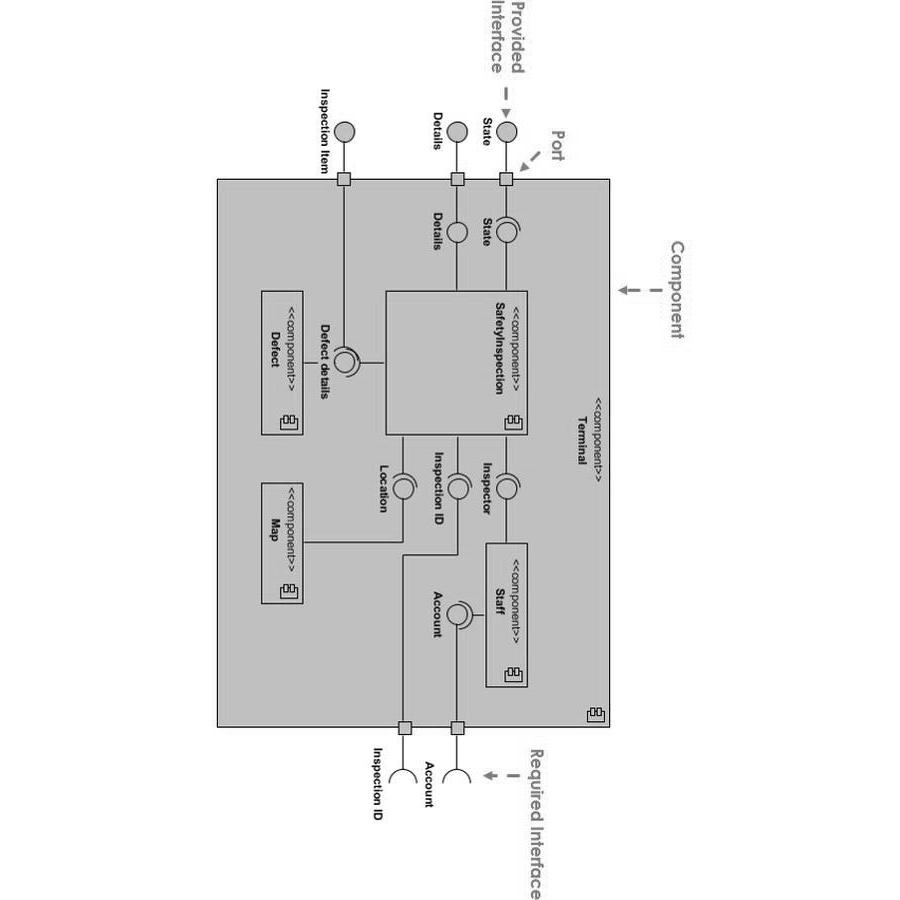 Component
<<component>>
Terminal
Provided
Interface
Port
Required Interface
State
State
<<component>>
SafetyInspection
Inspector
<<component>>
Staff
Details
Details
Inspection ID
Account
Account
Location
Inspection ID
Inspection Item
Defect details
<<component>>
Defect
<<component>>
Map